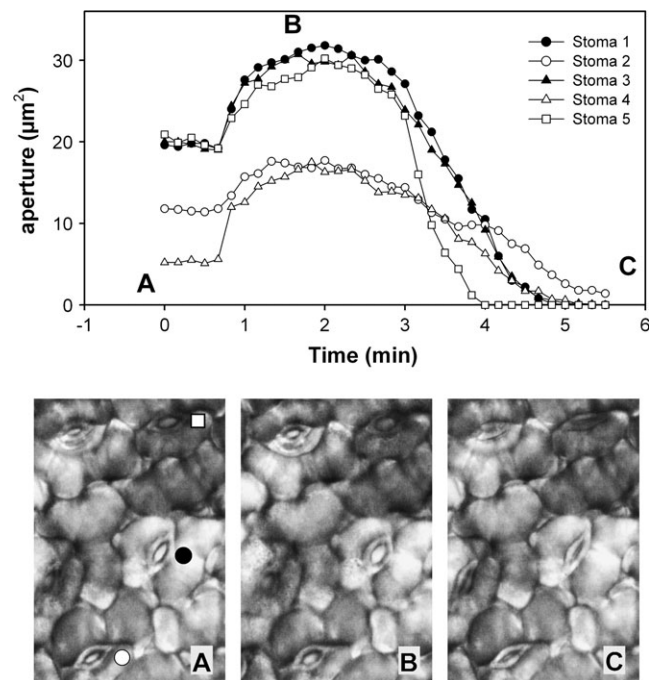 B
30
20
10
0
aperture (µm²)
Stoma 1
Stoma 2
Stoma 3
Stoma 4
Stoma 5
A
C
-1 0 1 2 3 4 5 6
Time (min)
A
B
C